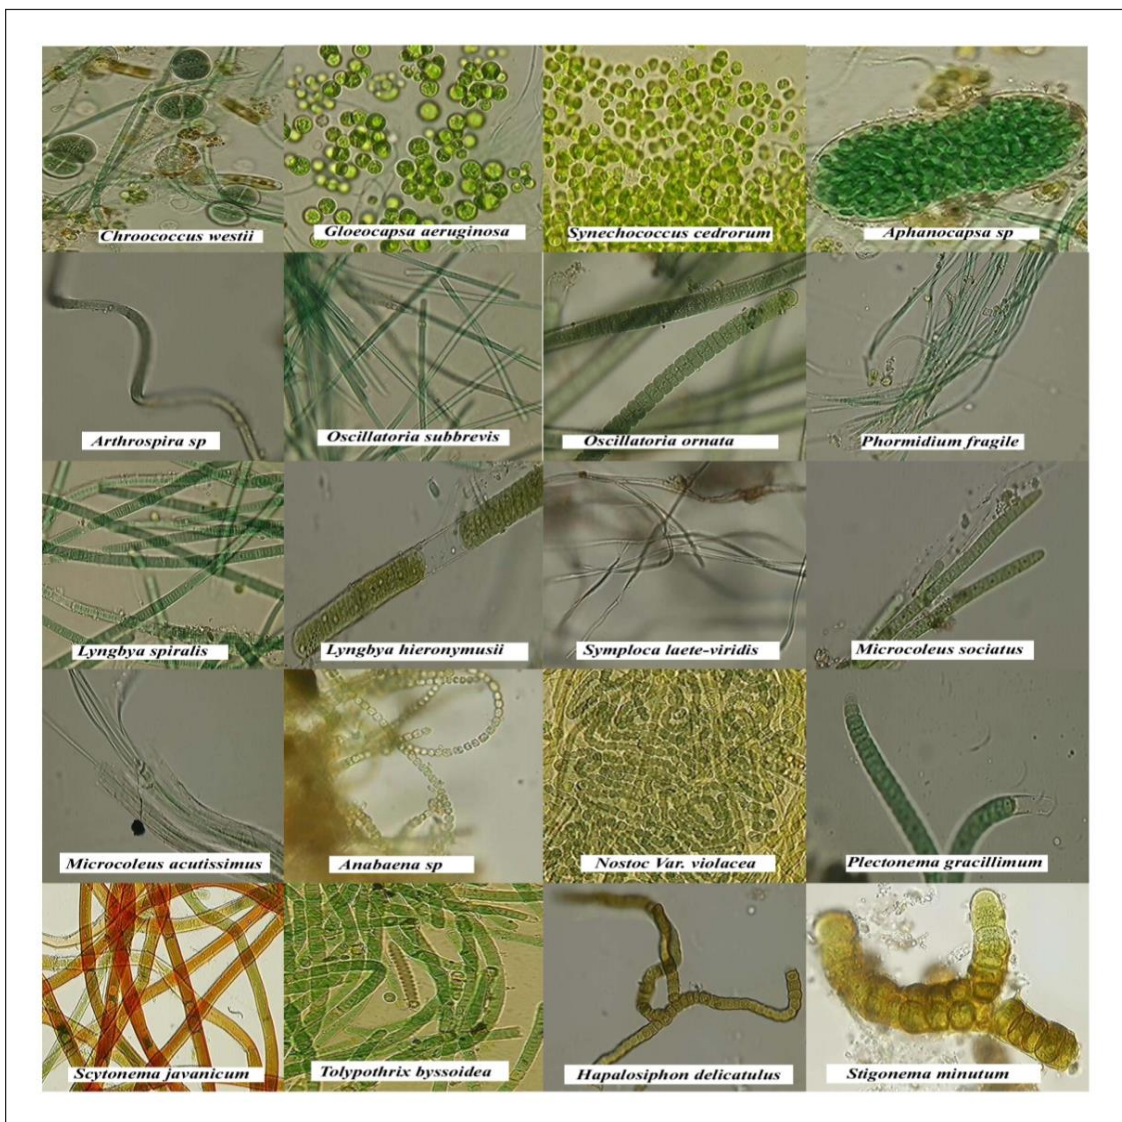 Chroococcus westii
Gloeocapsa aeruginosa
Synechococcus cedrorum
Aphanocapsa sp
Arthrospira sp
Oscillatoria subbrevis
Oscillatoria ornata
Phormidium fragile
Lyngbya spiralis
Lyngbya hieronymusii
Symploca laete-viridis
Microcoleus sociatus
Microcoleus acutissimus
Anabaena sp
Nostoc Var. violacea
Plectonema gracillimum
Scytonema javanicum
Tolypothrix byssoidea
Hapalosiphon delicatulus
Stigonema minutum